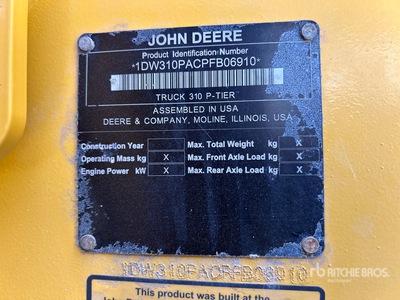 JOHN DEERE
Product Identification Number
*1DW310PACPFB06910*
TRUCK 310 P-TIER
ASSEMBLED IN USA
DEERE & COMPANY, MOLINE, ILLINOIS, USA
Construction Year Max. Total Weight kg X
Operating Mass kg X Max. Front Axle Load kg X
Engine Power kW X Max. Rear Axle Load kg X
1DW310PACPFB06910
rb RITCHIE BROS
This product was built at